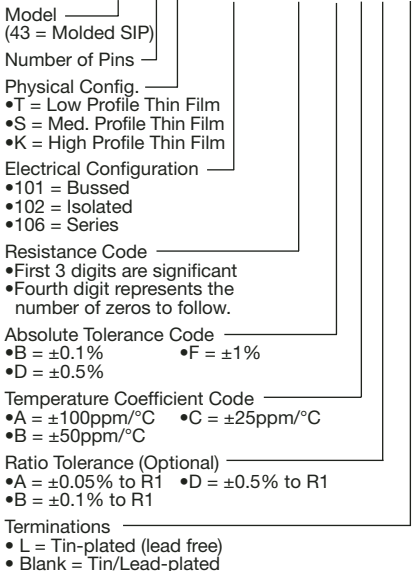 Model
(43 = Molded SIP)
Number of Pins
Physical Config.
•T = Low Profile Thin Film
•S = Med. Profile Thin Film
•K = High Profile Thin Film
Electrical Configuration
•101 = Bussed
•102 = Isolated
•106 = Series
Resistance Code
•First 3 digits are significant
•Fourth digit represents the
number of zeros to follow.
Absolute Tolerance Code
•B = ±0.1% •F = ±1%
•D = ±0.5%
Temperature Coefficient Code
•A = ±100ppm/°C •C = ±25ppm/°C
•B = ±50ppm/°C
Ratio Tolerance (Optional)
•A = ±0.05% to R1 •D = ±0.5% to R1
•B = ±0.1% to R1
Terminations
• L = Tin-plated (lead free)
• Blank = Tin/Lead-plated